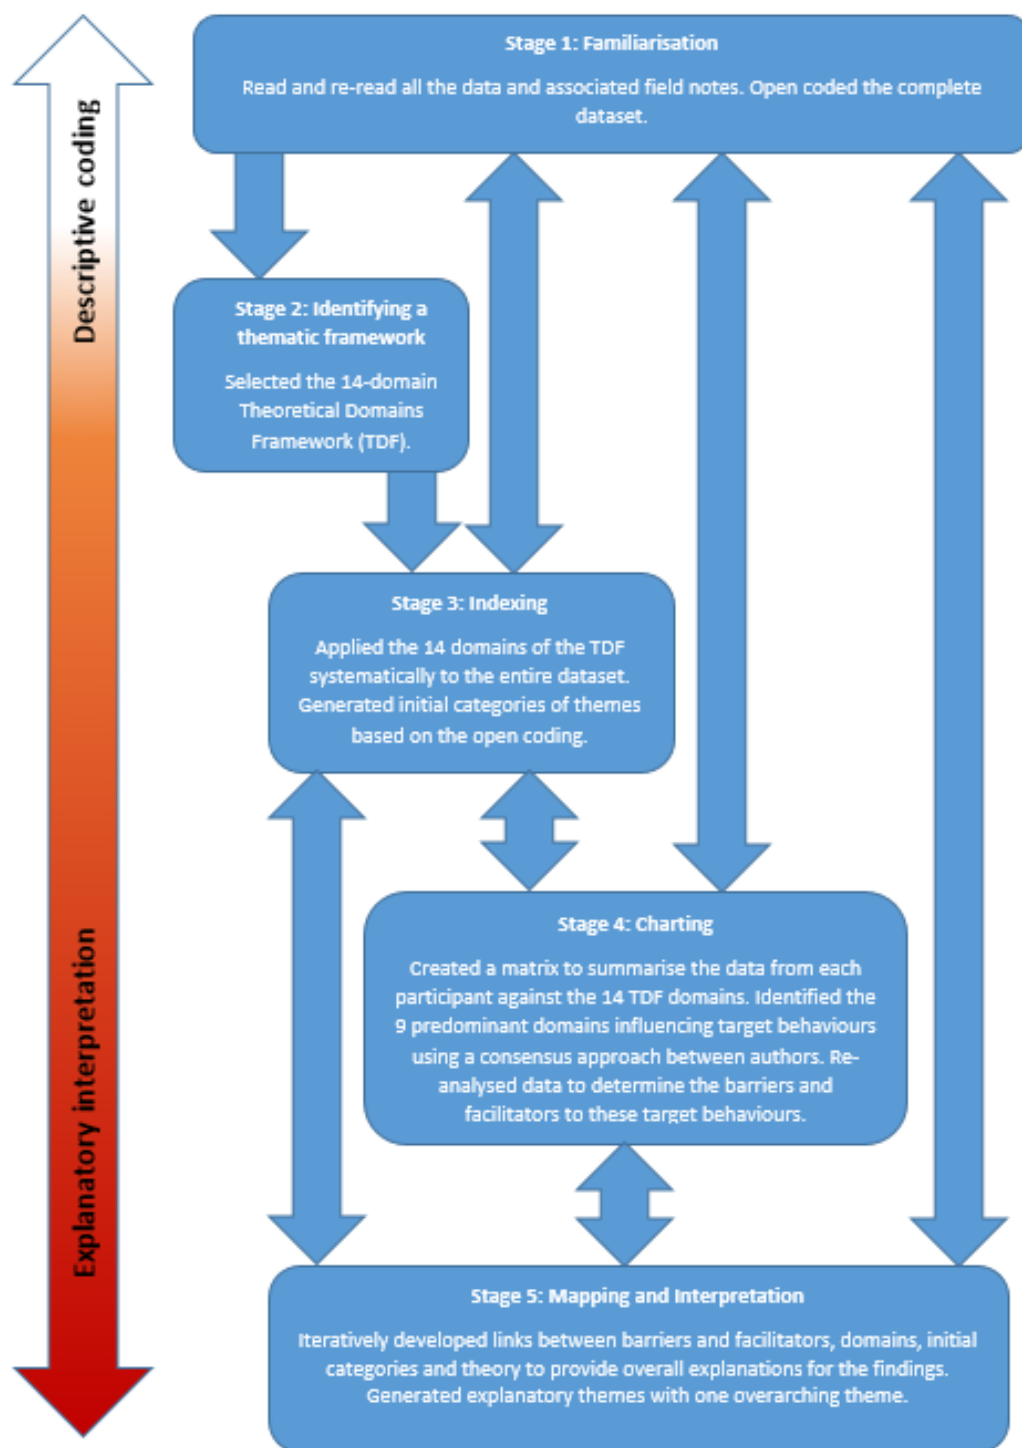 Stage 1: Familiarisation
Read and re-read all the data and associated field notes. Open coded the complete
dataset.
Descriptive coding
Stage 2: Identifying a
thematic framework
Selected the 14-domain
Theoretical Domains
Framework (TDF).
Stage 3: Indexing
Applied the 14 domains of the TDF
systematically to the entire dataset.
Generated initial categories of themes
based on the open coding.
Explanatory interpretation
Stage 4: Charting
Created a matrix to summarise the data from each
participant against the 14 TDF domains. Identified the
9 predominant domains influencing target behaviours
using a consensus approach between authors. Re-
analysed data to determine the barriers and
facilitators to these target behaviours.
Stage 5: Mapping and Interpretation
Iteratively developed links between barriers and facilitators, domains, initial
categories and theory to provide overall explanations for the findings.
Generated explanatory themes with one overarching theme.